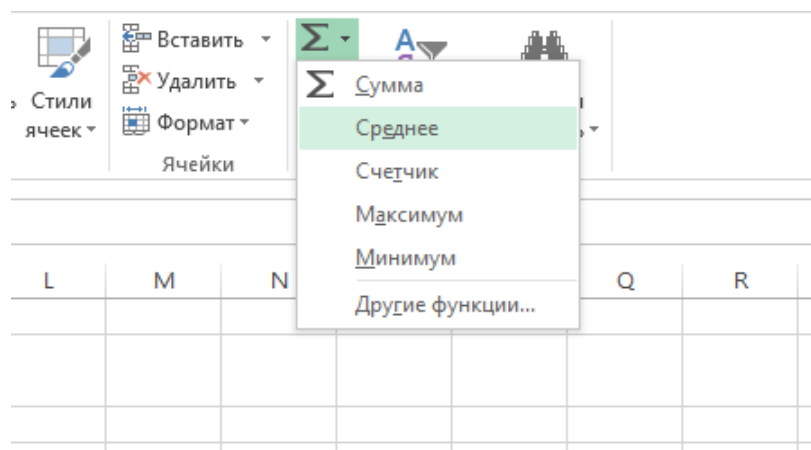 Вставить
Удалить
Стили
ячеек
Формат
Ячейки
Сумма
Среднее
Счетчик
Максимум
Минимум
Другие функции...
L M N Q R